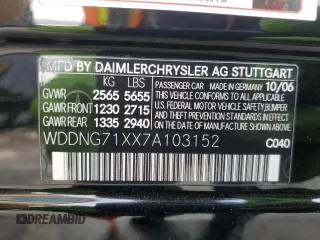 MFD BY DAIMLERCHRYSLER AG STUTTGART
KG LBS
PASSENGER CAR MADE IN GERMANY 10/06
GVWR 2565 5655
GAWR FRONT 1230 2715
GAWR REAR 1335 2940
THIS VEHICLE CONFORMS TO ALL APPLICABLE
U.S. FEDERAL MOTOR VEHICLE SAFETY,
BUMPER, AND THEFT PREVENTION STANDARDS
IN EFFECT ON THE DATE OF
MANUFACTURE SHOWN ABOVE.
WDDNG71XX7A103152
C040
DREAMBID